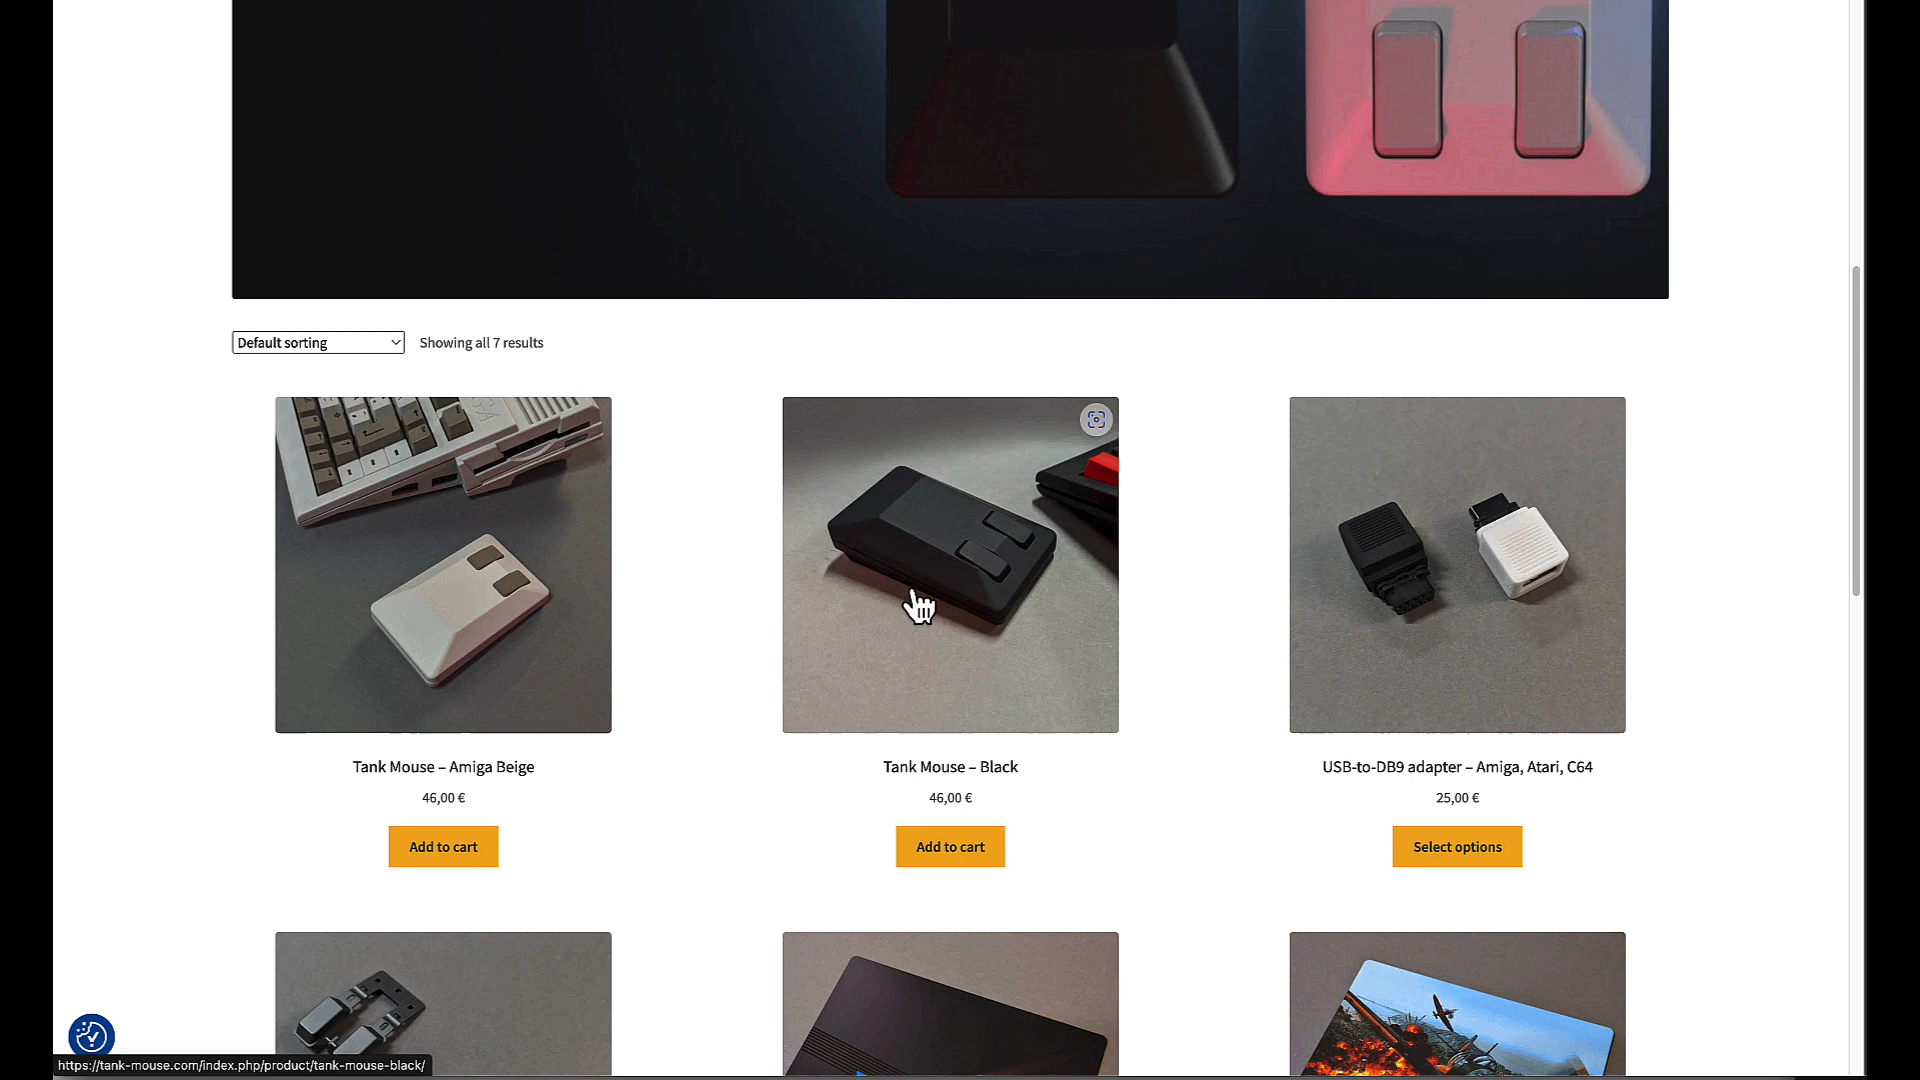 Default sorting
Showing all 7 results
Tank Mouse – Amiga Beige
46,00 €
Add to cart
Tank Mouse – Black
46,00 €
Add to cart
USB-to-DB9 adapter – Amiga, Atari, C64
25,00 €
Select options
https://tank-mouse.com/index.php/product/tank-mouse-black/